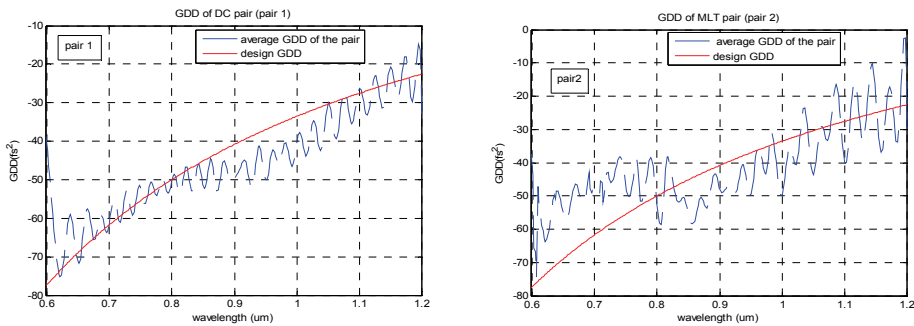 GDD of DC pair (pair 1)
-10
-20
-30
-40
-50
-60
-70
-80
GDD(fs²)
pair 1
average GDD of the pair
design GDD
0.6 0.7 0.8 0.9 1 1.1 1.2
wavelength (um)
GDD of MLT pair (pair 2)
0
-10
-20
-30
-40
-50
-60
-70
-80
GDD(fs²)
pair2
average GDD of the pair
design GDD
0.6 0.7 0.8 0.9 1 1.1 1.2
wavelength (um)